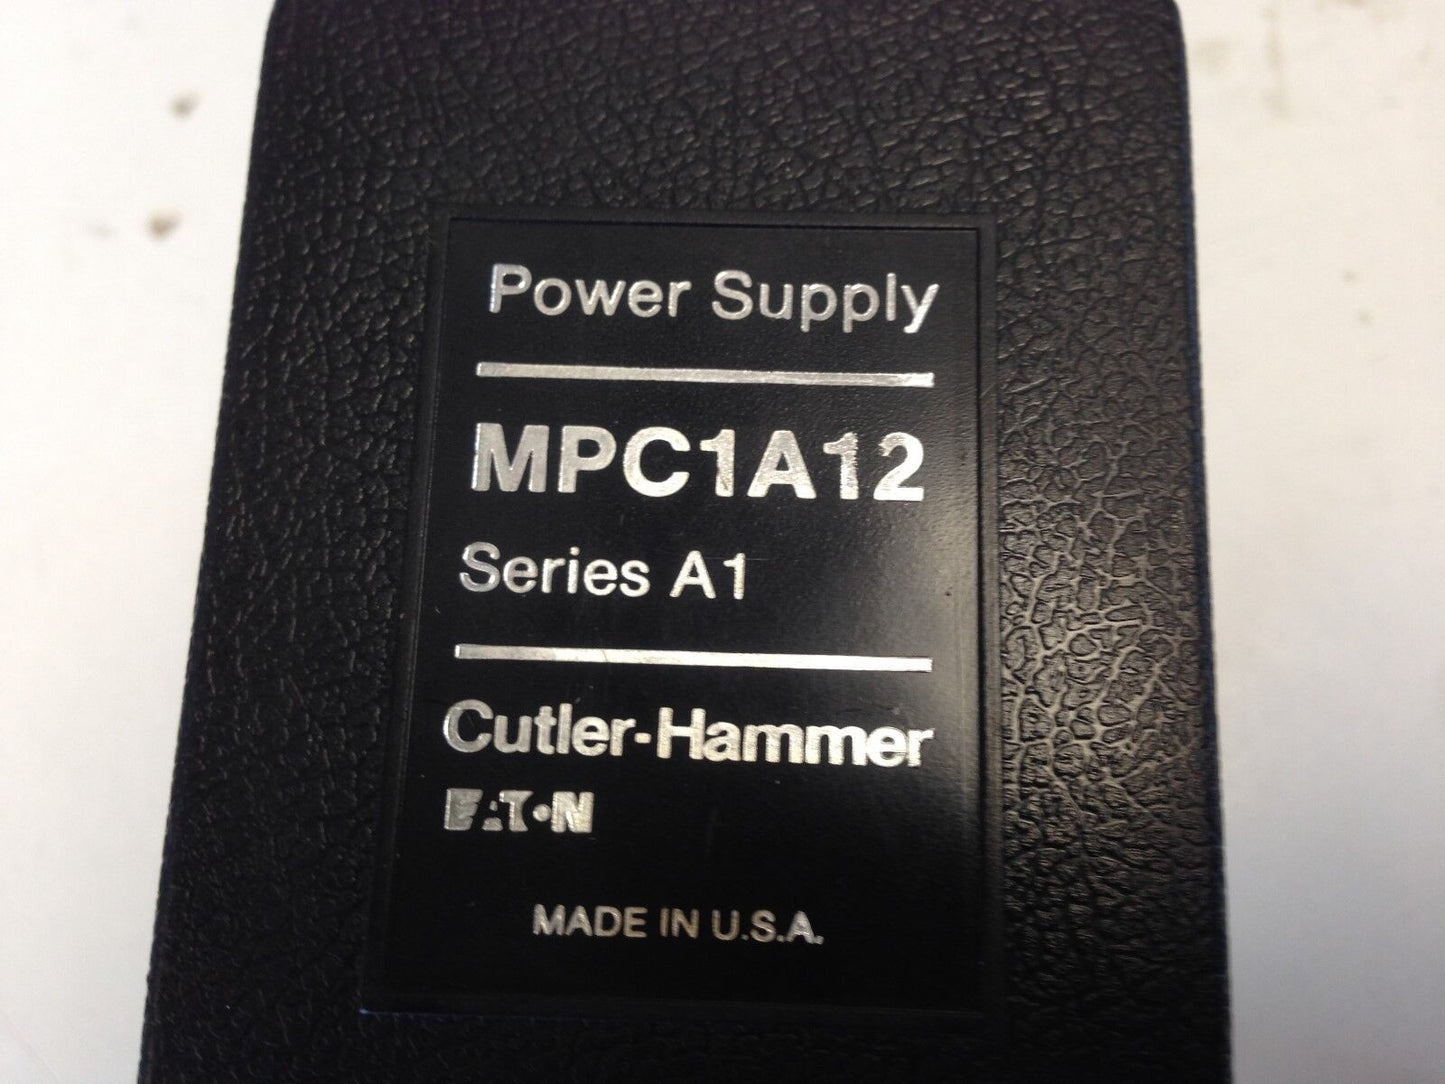 Power Supply
MPC1A12
Series A1
Cutler-Hammer
EATON
MADE IN U.S.A.